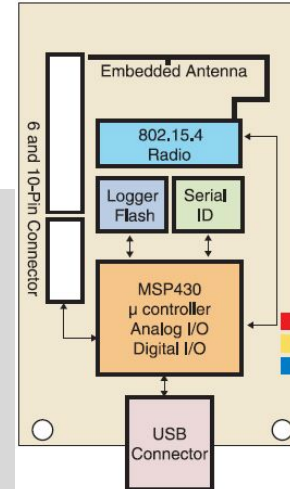 Embedded Antenna
6 and 10-Pin Connector
802.15.4
Radio
Logger
Flash
Serial
ID
MSP430
µ controller
Analog I/O
Digital I/O
USB
Connector